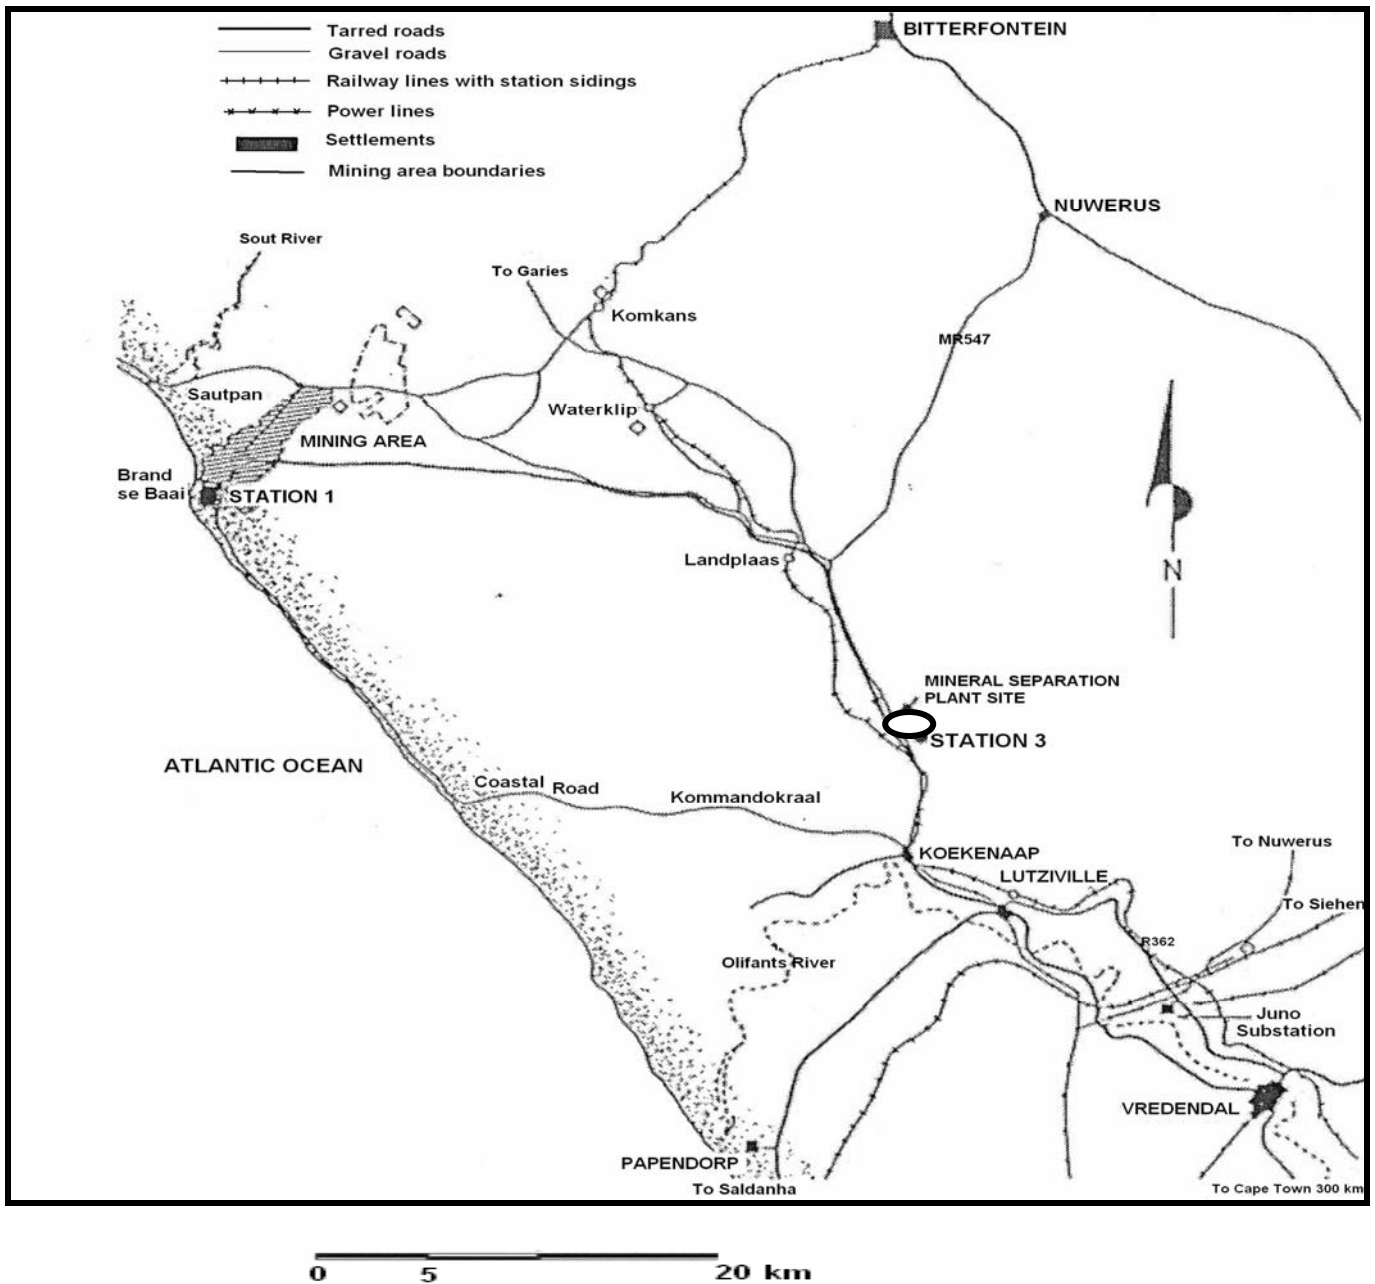 BITTERFONTEIN
Tarred roads
Gravel roads
Railway lines with station sidings
Power lines
Settlements
Mining area boundaries
NUWERUS
Sout River
To Garies
Komkans
MR547
Sautpan
Waterklip
MINING AREA
Brand
se Baai
STATION 1
Landplaas
N
MINERAL SEPARATION
PLANT SITE
STATION 3
ATLANTIC OCEAN
Coastal Road
Kommandokraal
KOEKENAAP
To Nuwerus
LUTZIVILLE
To Siehen
R362
Olifants River
Juno
Substation
VREDENDAL
PAPENDORP
To Saldanha
To Cape Town 300 km
0 5 20 km